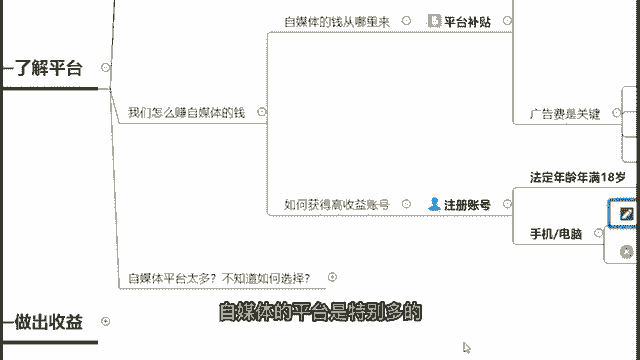 自媒体的钱从哪里来
平台补贴
了解平台
我们怎么赚自媒体的钱
广告费是关键
法定年龄年满18岁
如何获得高收益账号
注册账号
手机/电脑
自媒体平台太多？不知道如何选择？
自媒体的平台是特别多的
做出收益